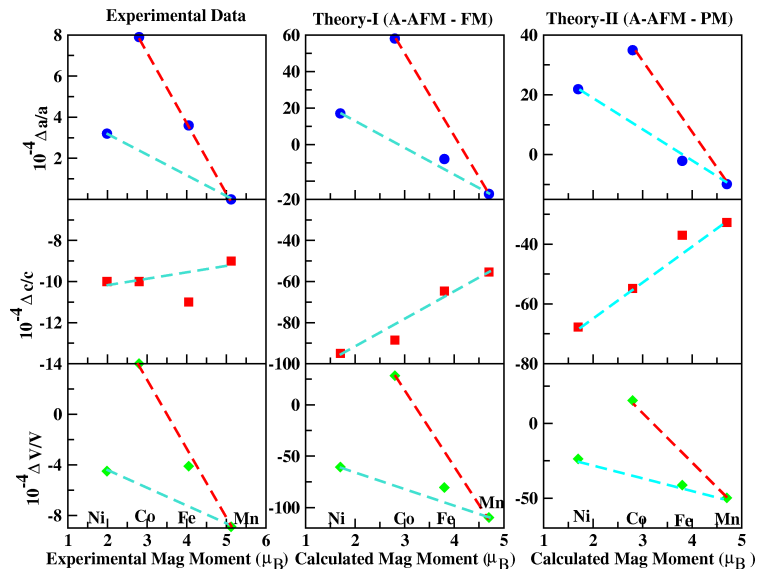 Experimental Data Theory-I (A-AFM - FM) Theory-II (A-AFM - PM)
8 60 40
6 40
4 20 20
2 0 0
-20
10⁻⁴ Δa/a
-8 -40 -40
-10 -60 -60
-12 -80
-14 -100 -80
10⁻⁴ Δc/c
0 0 0
-4 -50
-8 -100 -50
10⁻⁴ ΔV/V
Ni Co Fe Mn Ni Co Fe Mn Ni Co Fe Mn
1 2 3 4 5 6 1 2 3 4 5 1 2 3 4 5
Experimental Mag Moment (μB) Calculated Mag Moment (μB) Calculated Mag Moment (μB)